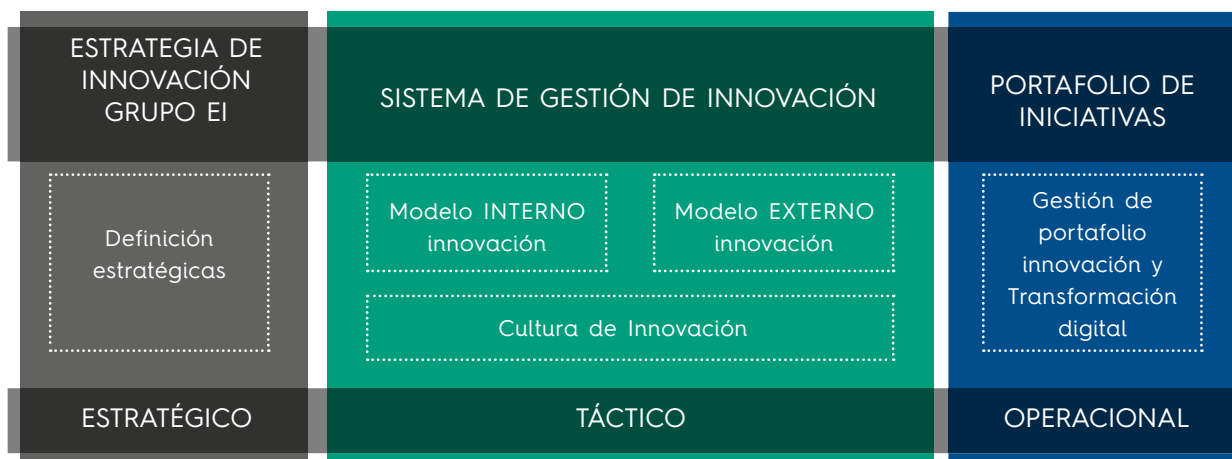 ESTRATEGIA DE
INNOVACIÓN
GRUPO EI
SISTEMA DE GESTIÓN DE INNOVACIÓN
PORTAFOLIO DE
INICIATIVAS
Definición
estratégicas
Modelo INTERNO
innovación
Modelo EXTERNO
innovación
Cultura de Innovación
Gestión de
portafolio
innovación y
Transformación
digital
ESTRATÉGICO
TÁCTICO
OPERACIONAL